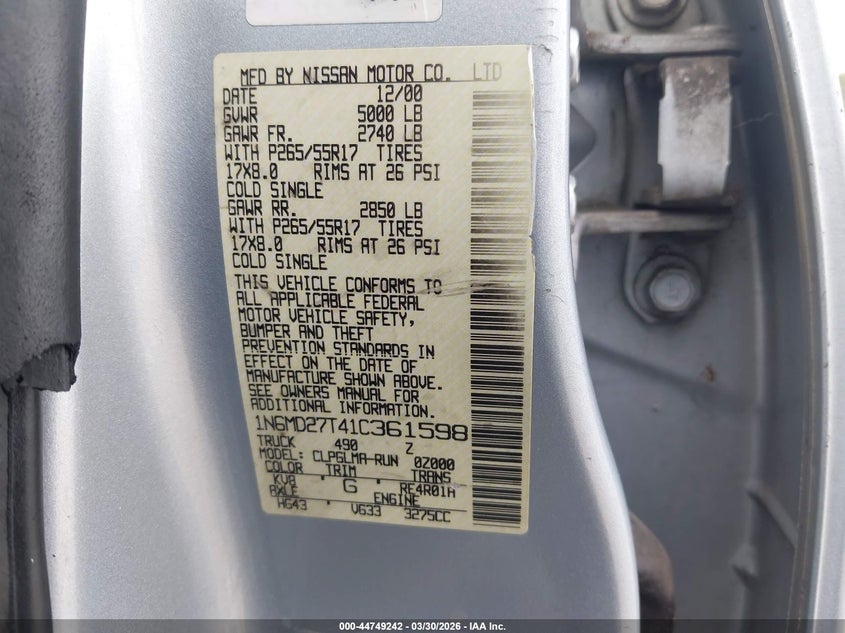 MFD BY NISSAN MOTOR CO. LTD
DATE 12/00
GVWR 5000 LB
GAWR FR. 2740 LB
WITH P265/55R17 TIRES
17X8.0 RIMS AT 26 PSI
COLD SINGLE
GAWR RR. 2850 LB
WITH P265/55R17 TIRES
17X8.0 RIMS AT 26 PSI
COLD SINGLE
THIS VEHICLE CONFORMS TO
ALL APPLICABLE FEDERAL
MOTOR VEHICLE SAFETY,
BUMPER AND THEFT
PREVENTION STANDARDS IN
EFFECT ON THE DATE OF
MANUFACTURE SHOWN ABOVE.
SEE OWNERS MANUAL FOR
ADDITIONAL INFORMATION.
1N6MD27T41C361598
TRUCK 490 Z
MODEL: CLPGLMA-RUN 0Z000
COLOR TRIM TRANS
KV8 G RE4R01A
AXLE ENGINE
HG43 VG33 3275CC
000-44749242 — 03/30/2026 — IAA Inc.